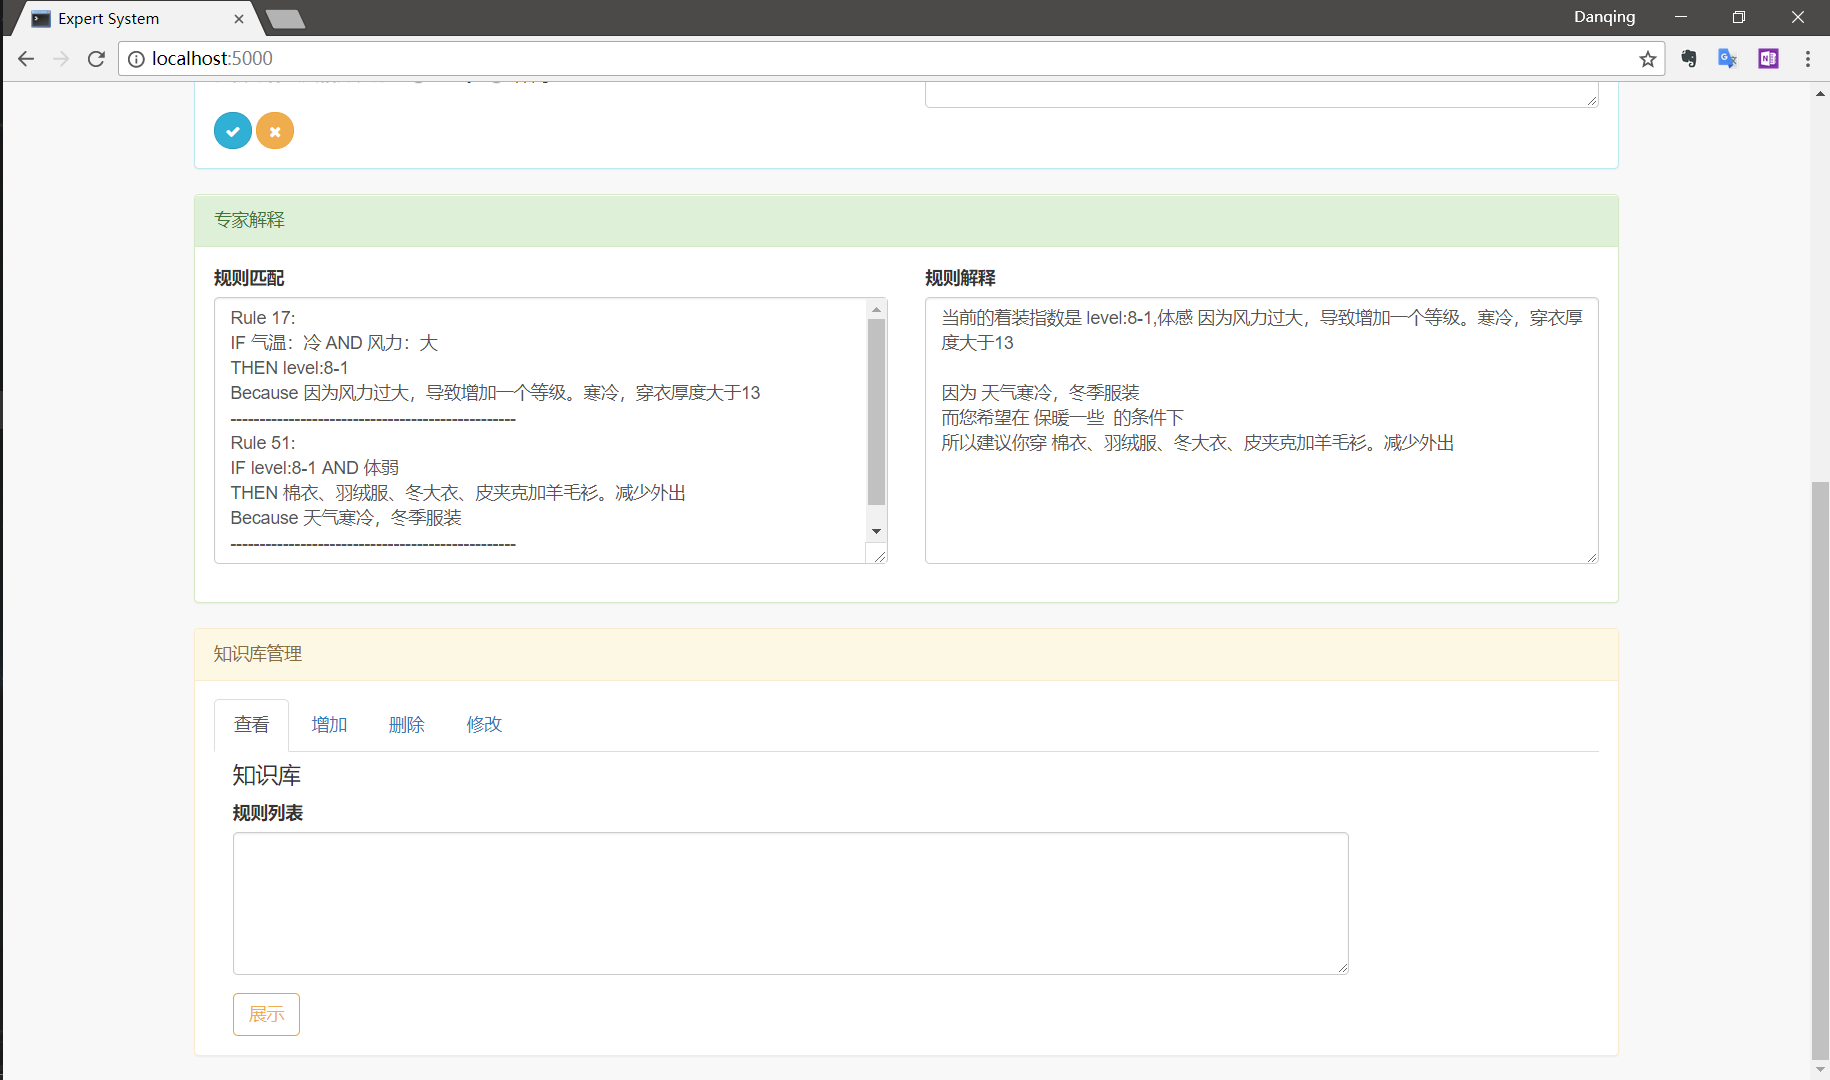 Expert System
Danqing
localhost:5000
专家解释
规则匹配
规则解释
Rule 17:
IF 气温：冷 AND 风力：大
THEN level:8-1
Because 因为风力过大，导致增加一个等级。寒冷，穿衣厚度大于13
-------------------------------------------------
Rule 51:
IF level:8-1 AND 体弱
THEN 棉衣、羽绒服、冬大衣、皮夹克加羊毛衫。减少外出
Because 天气寒冷，冬季服装
-------------------------------------------------
当前的着装指数是 level:8-1,体感 因为风力过大，导致增加一个等级。寒冷，穿衣厚
度大于13
因为 天气寒冷，冬季服装
而您希望在 保暖一些  的条件下
所以建议你穿 棉衣、羽绒服、冬大衣、皮夹克加羊毛衫。减少外出
知识库管理
查看 增加 删除 修改
知识库
规则列表
展示